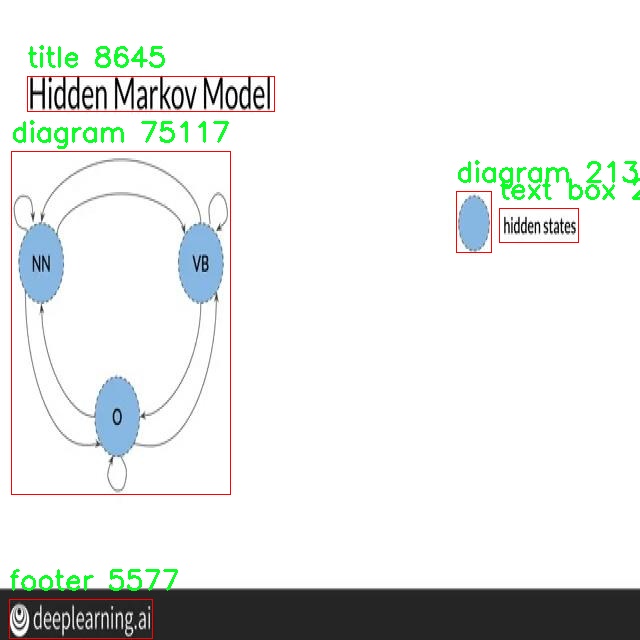 title 8645
Hidden Markov Model
diagram 75117
diagram 213
text box 2
NN
VB
hidden states
O
footer 5577
deeplearning.ai